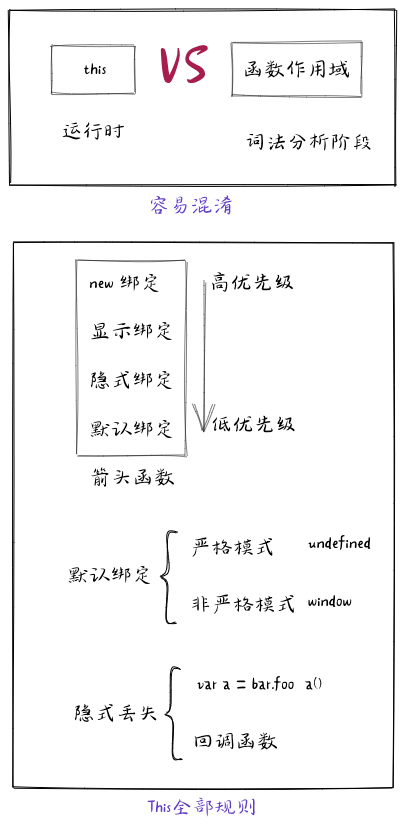 this VS 函数作用域
运行时 词法分析阶段
容易混淆
new 绑定 高优先级
显示绑定
隐式绑定
默认绑定 低优先级
箭头函数
严格模式 undefined
默认绑定
非严格模式 window
var a = bar.foo a()
隐式丢失
回调函数
This全部规则